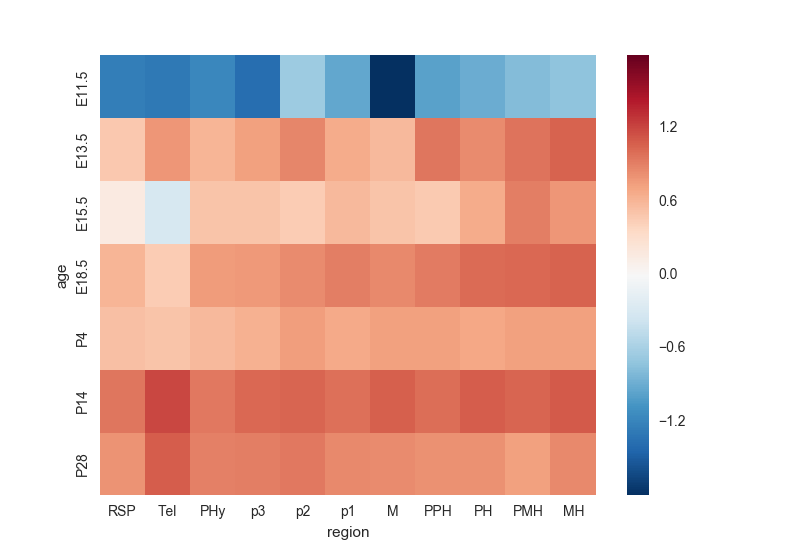 E11.5
E13.5
E15.5
E18.5
P4
P14
P28
age
RSP Tel PHy p3 p2 p1 M PPH PH PMH MH
region
1.2
0.6
0.0
−0.6
−1.2